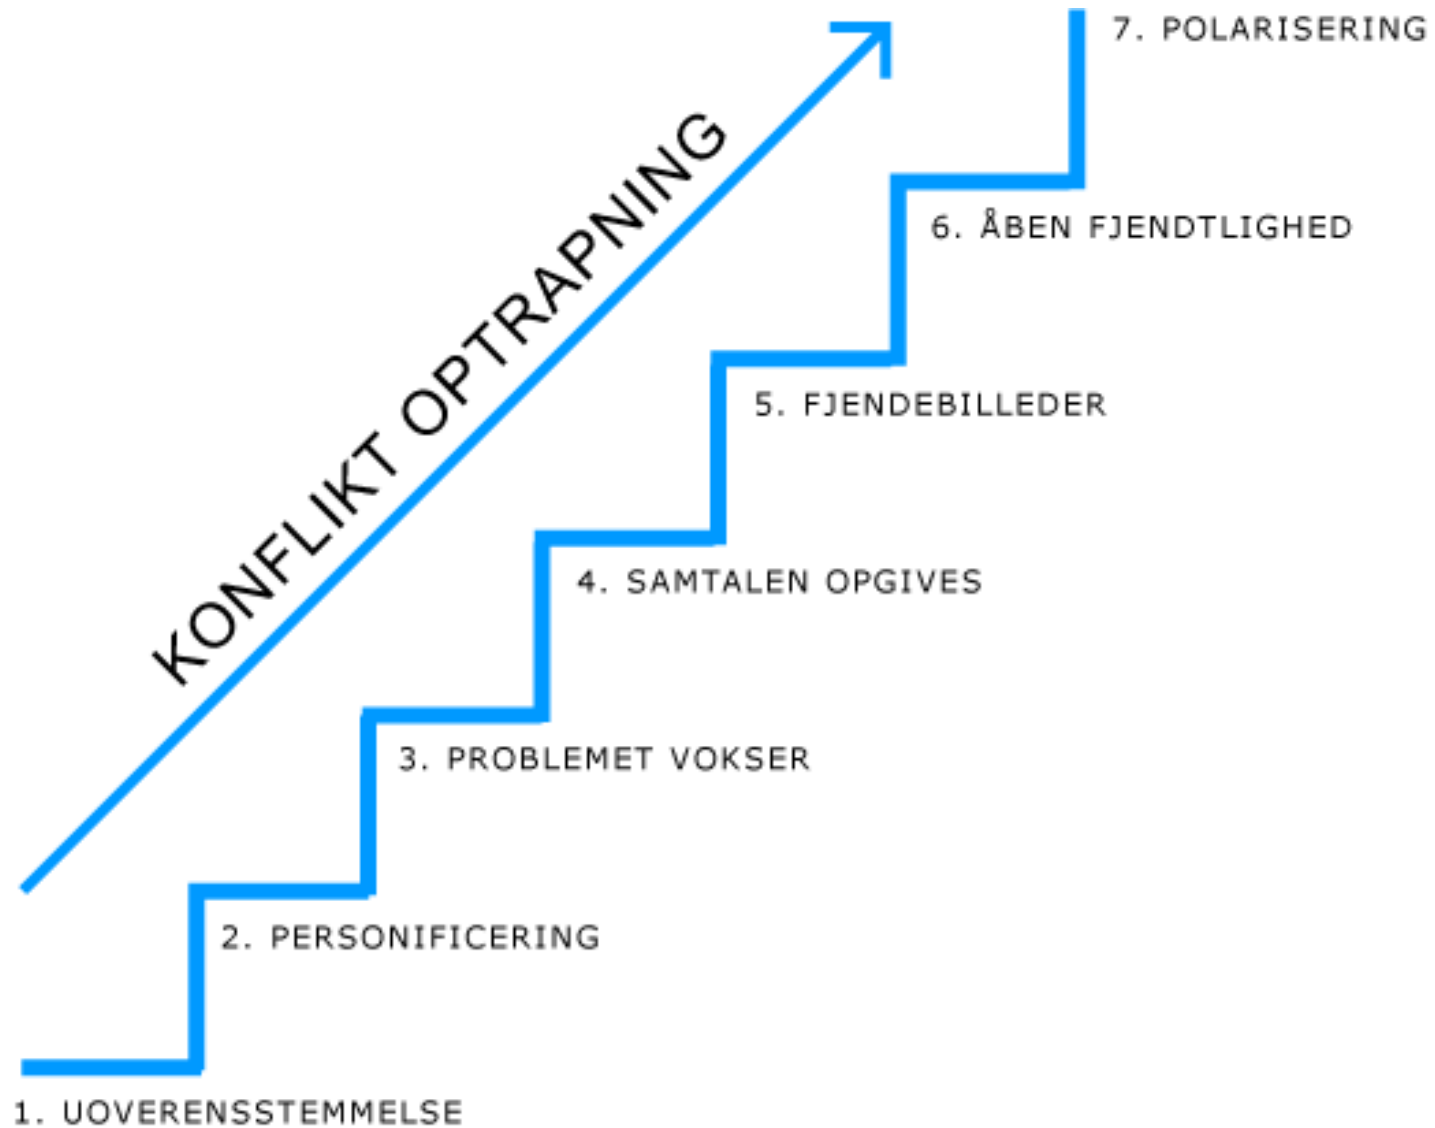 7. POLARISERING
KONFLIKT OPTRAPNING
6. ÅBEN FJENDTLIGHED
5. FJENDEBILLEDER
4. SAMTALEN OPGIVES
3. PROBLEMET VOKSER
2. PERSONIFICERING
1. UOVERENSSTEMMELSE